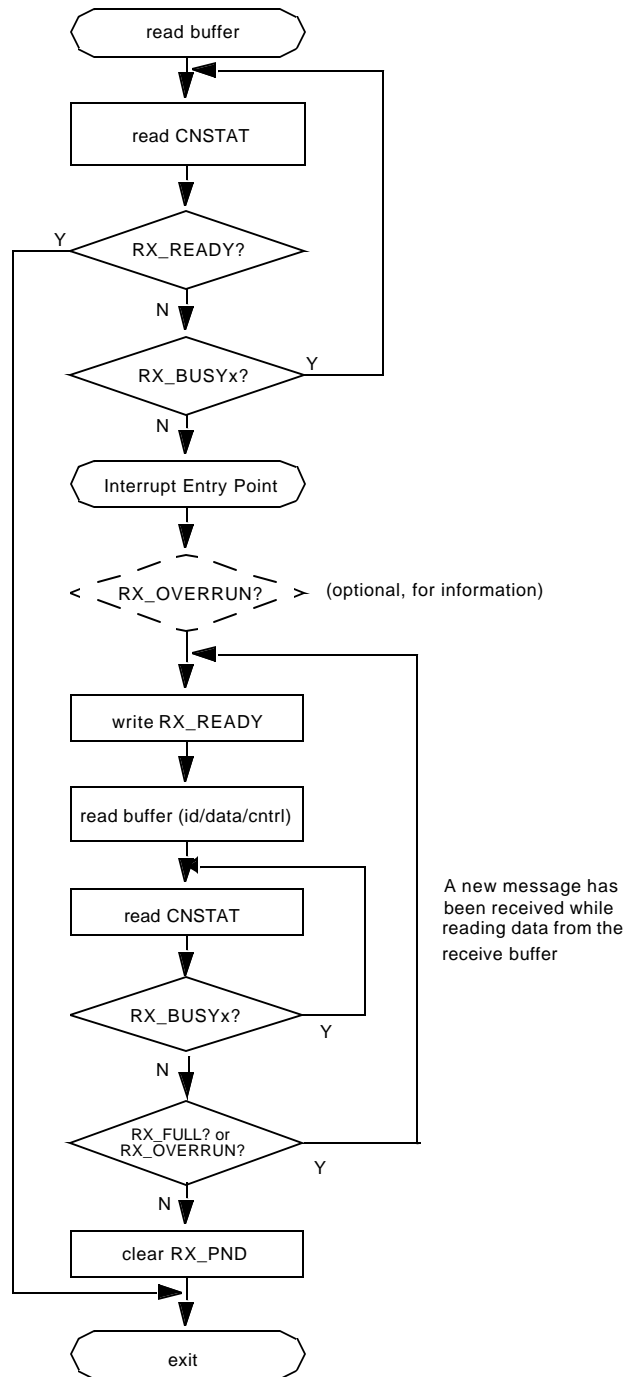 read buffer
read CNSTAT
Y
RX_READY?
N
RX_BUSYx?
Y
N
Interrupt Entry Point
RX_OVERRUN?
(optional, for information)
write RX_READY
read buffer (id/data/cntrl)
read CNSTAT
A new message has
been received while
reading data from the
receive buffer
RX_BUSYx?
Y
N
RX_FULL? or
RX_OVERRUN?
Y
N
clear RX_PND
exit